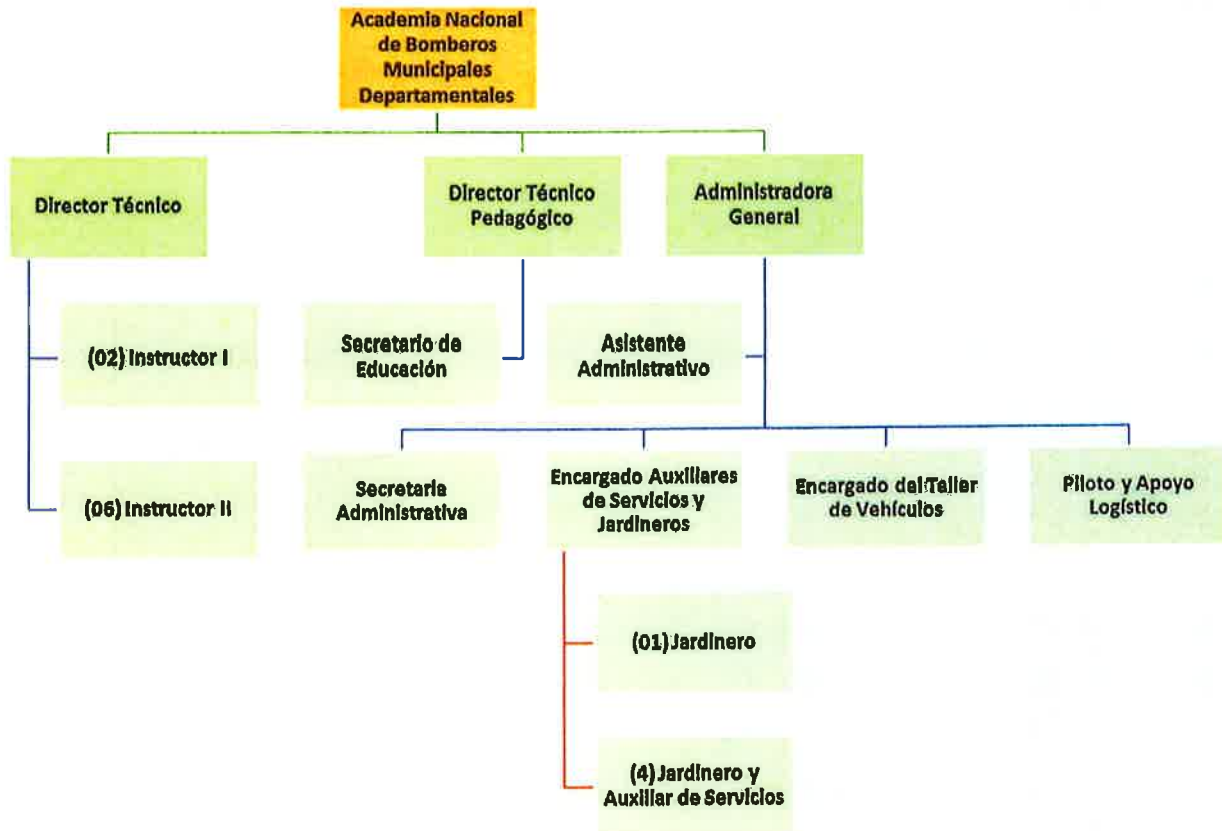 Academia Nacional
de Bomberos
Municipales
Departamentales
Director Técnico
Director Técnico
Pedagógico
Administradora
General
(02) Instructor I
Secretario de
Educación
Asistente
Administrativo
(06) Instructor II
Secretaria
Administrativa
Encargado Auxiliares
de Servicios y
Jardineros
Encargado del Taller
de Vehículos
Piloto y Apoyo
Logístico
(01) Jardinero
(4) Jardinero y
Auxiliar de Servicios